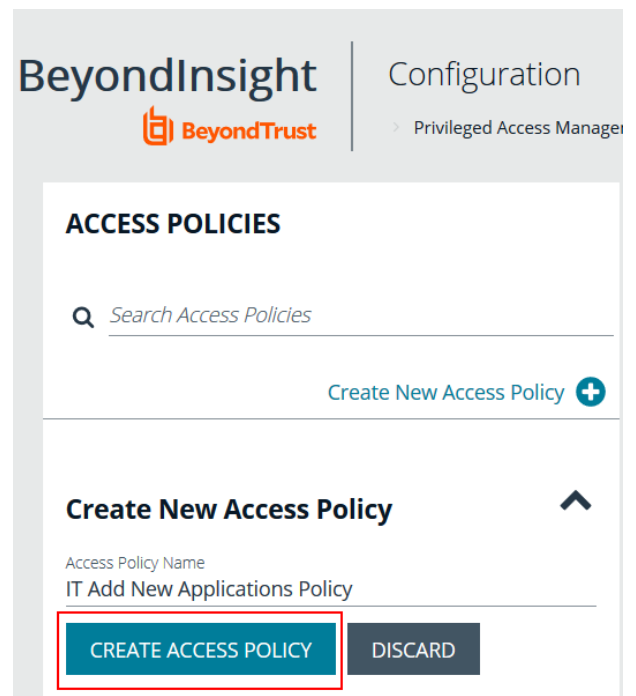 BeyondInsight
BeyondTrust
Configuration
Privileged Access Manage
ACCESS POLICIES
Search Access Policies
Create New Access Policy
Create New Access Policy
Access Policy Name
IT Add New Applications Policy
CREATE ACCESS POLICY DISCARD